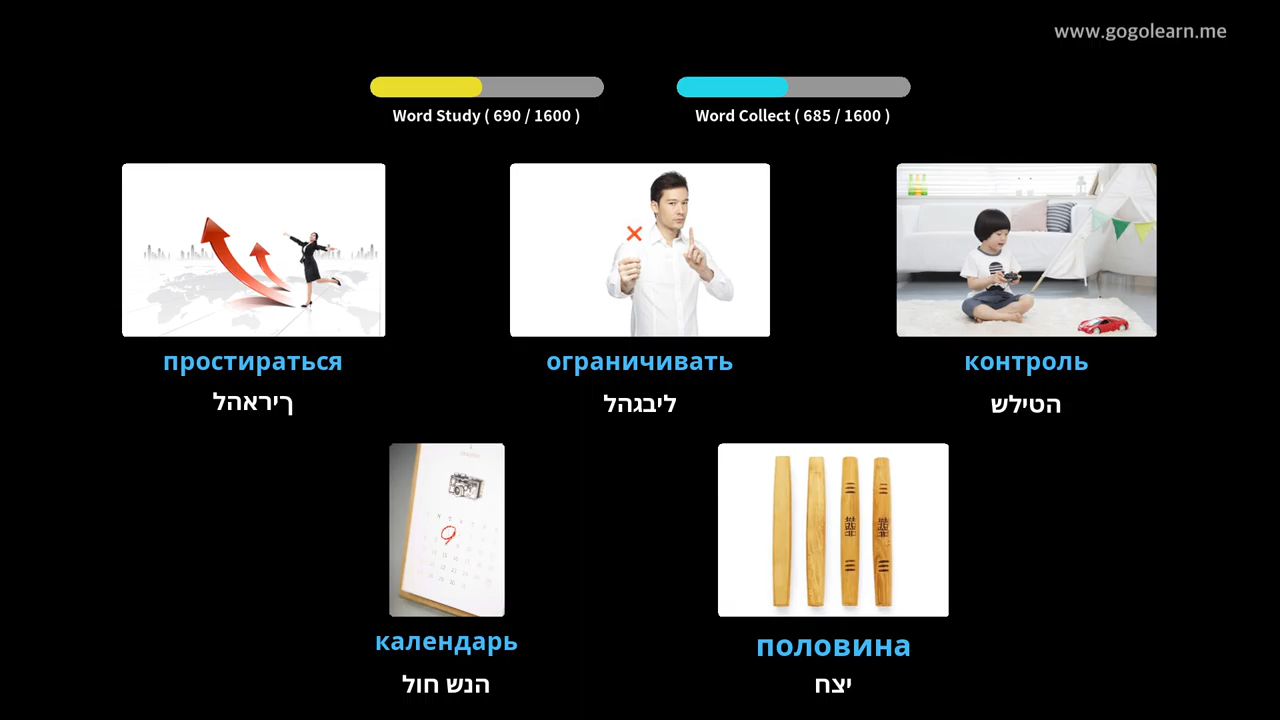 www.gogolearn.me
Word Study ( 690 / 1600 )
Word Collect ( 685 / 1600 )
простираться
ךיראהל
ограничивать
ליבגהל
контроль
הטילש
календарь
הנש חול
половина
יצח